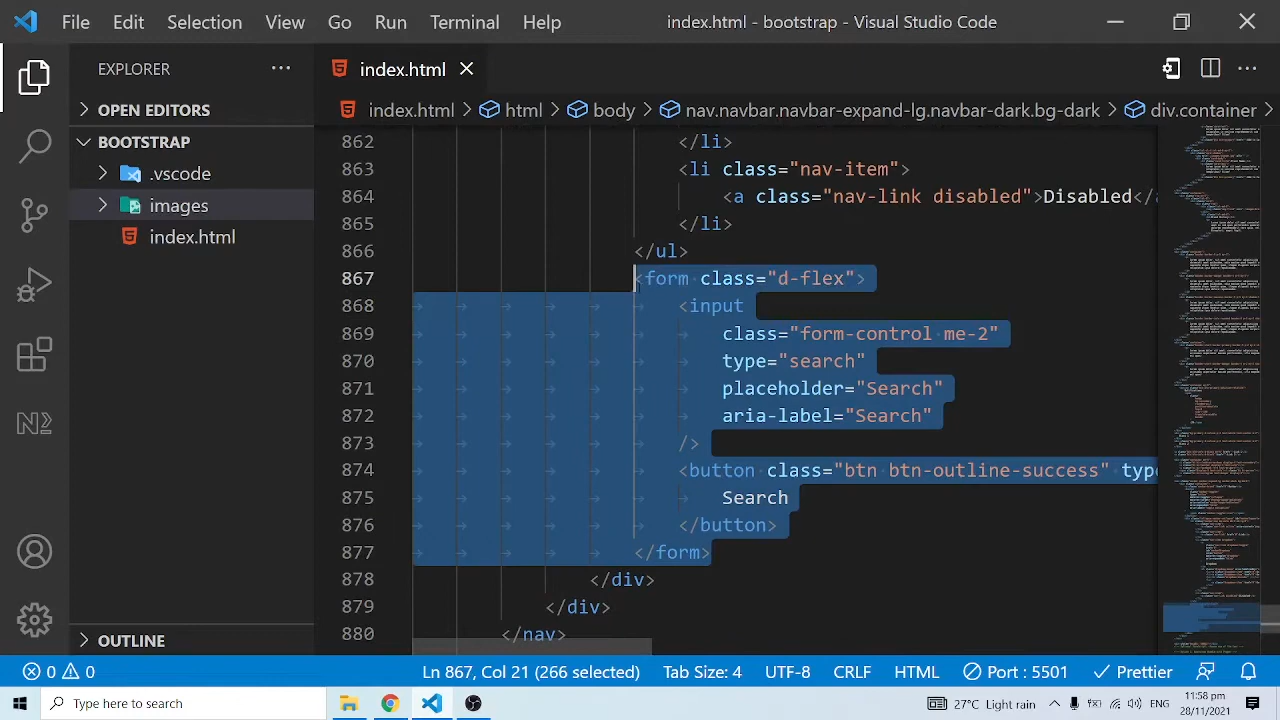 File Edit Selection View Go Run Terminal Help index.html - bootstrap - Visual Studio Code
EXPLORER
index.html
OPEN EDITORS
index.html html body nav.navbar.navbar-expand-lg.navbar-dark.bg-dark div.container
BOOTSTRAP
.vscode
images
index.html
862 </li>
863 <li class="nav-item">
864 <a class="nav-link disabled">Disabled</a
865 </li>
866 </ul>
867 <form class="d-flex">
868 <input
869 class="form-control me-2"
870 type="search"
871 placeholder="Search"
872 aria-label="Search"
873 />
874 <button class="btn btn-outline-success" type
875 Search
876 </button>
877 </form>
878 </div>
879 </div>
880 </nav>
OUTLINE
0 0 Ln 867, Col 21 (266 selected) Tab Size: 4 UTF-8 CRLF HTML Port : 5501 Prettier
Type here to search
27°C Light rain ENG 11:58 pm
28/11/2021